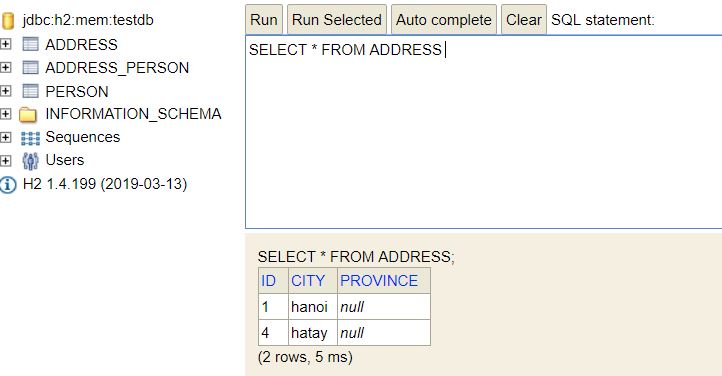 jdbc:h2:mem:testdb
ADDRESS
ADDRESS_PERSON
PERSON
INFORMATION_SCHEMA
Sequences
Users
H2 1.4.199 (2019-03-13)
Run Run Selected Auto complete Clear SQL statement:
SELECT * FROM ADDRESS
SELECT * FROM ADDRESS;
ID CITY PROVINCE
1 hanoi null
4 hatay null
(2 rows, 5 ms)